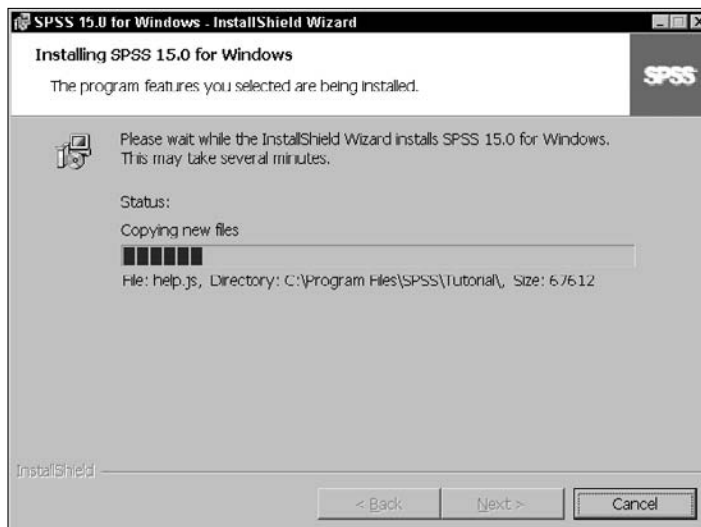 SPSS 15.0 for Windows - InstallShield Wizard
Installing SPSS 15.0 for Windows
The program features you selected are being installed.
SPSS
Please wait while the InstallShield Wizard installs SPSS 15.0 for Windows.
This may take several minutes.
Status:
Copying new files
File: help.js, Directory: C:\Program Files\SPSS\Tutorial\, Size: 67612
InstallShield
< Back
Next >
Cancel